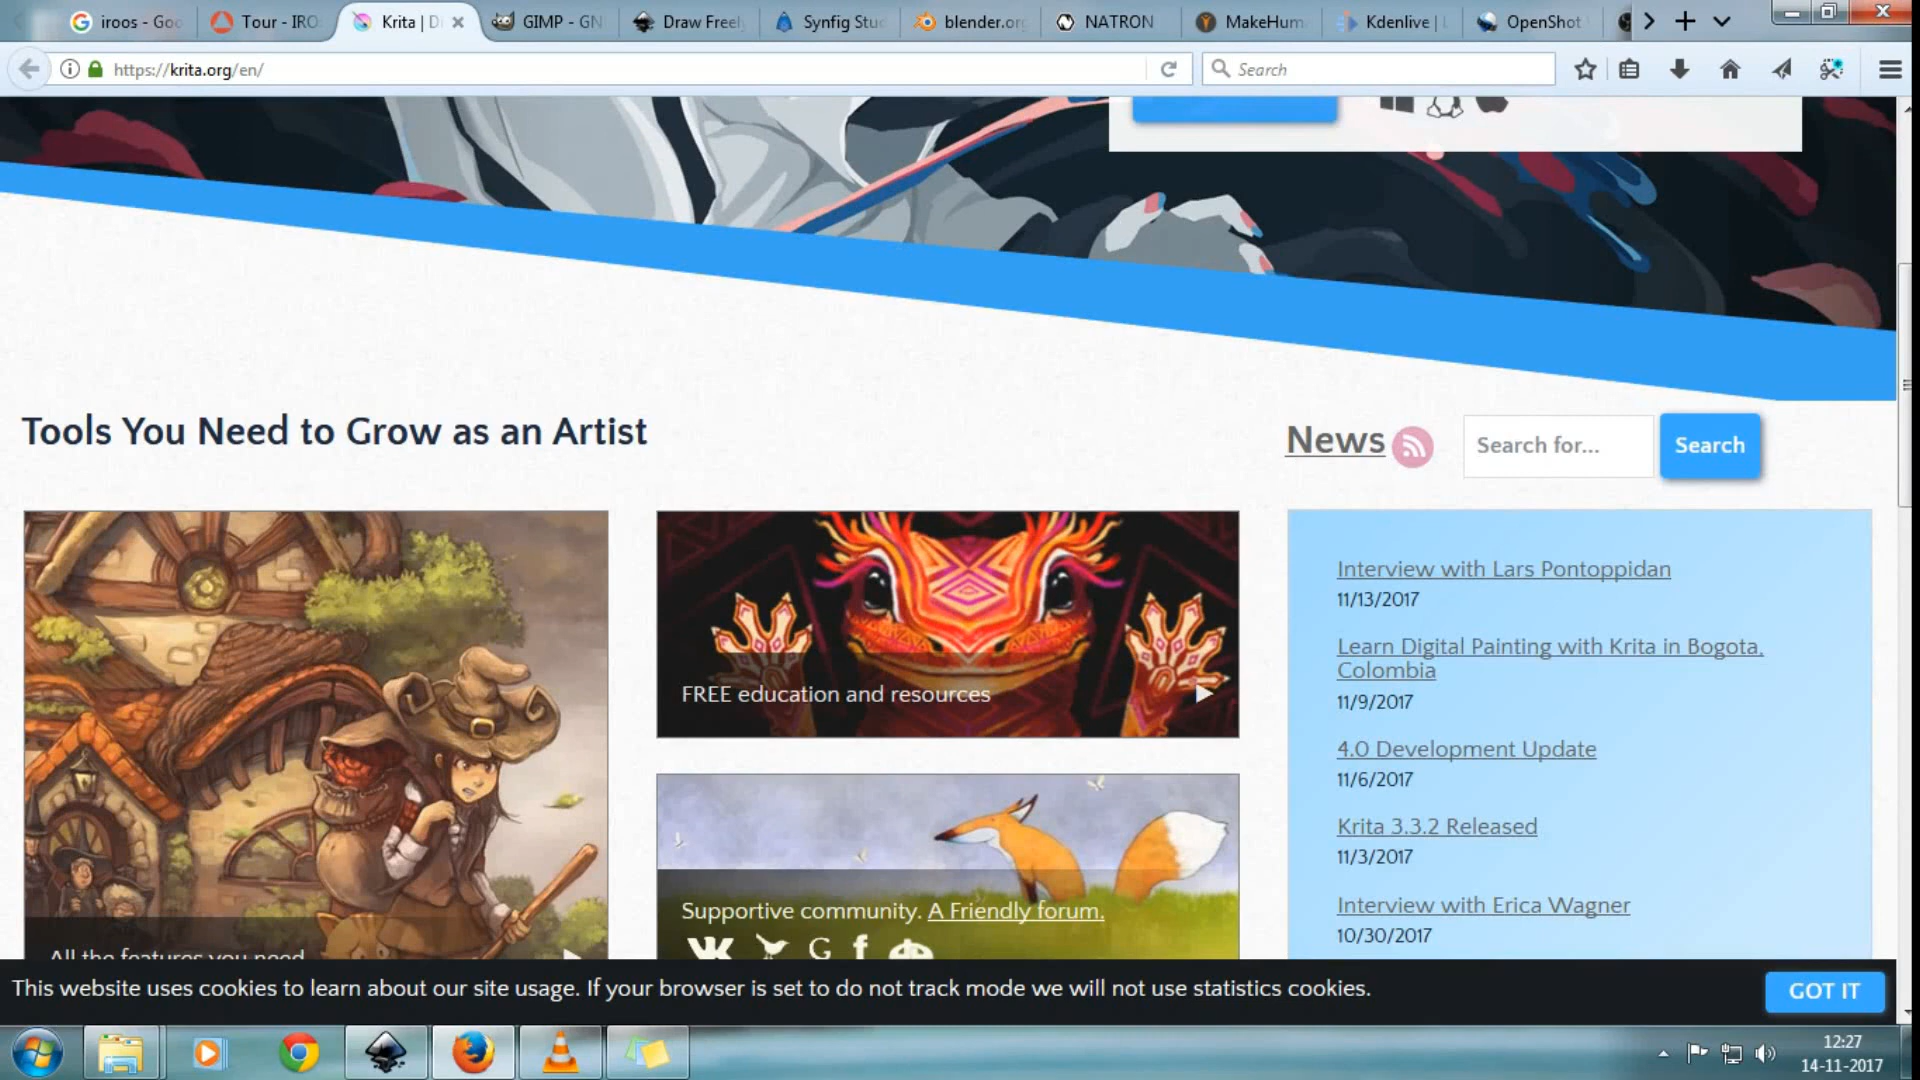 iroos - Goo
Tour - IRO
Krita | Di
GIMP - GN
Draw Freely
Synfig Stud
blender.org
NATRON
MakeHum
Kdenlive |
OpenShot
https://krita.org/en/
Search
Tools You Need to Grow as an Artist
News
Search for...
Search
Interview with Lars Pontoppidan
11/13/2017
Learn Digital Painting with Krita in Bogota,
Colombia
11/9/2017
4.0 Development Update
11/6/2017
Krita 3.3.2 Released
11/3/2017
Interview with Erica Wagner
10/30/2017
FREE education and resources
Supportive community. A Friendly forum.
All the features you need
This website uses cookies to learn about our site usage. If your browser is set to do not track mode we will not use statistics cookies.
GOT IT
12:27
14-11-2017